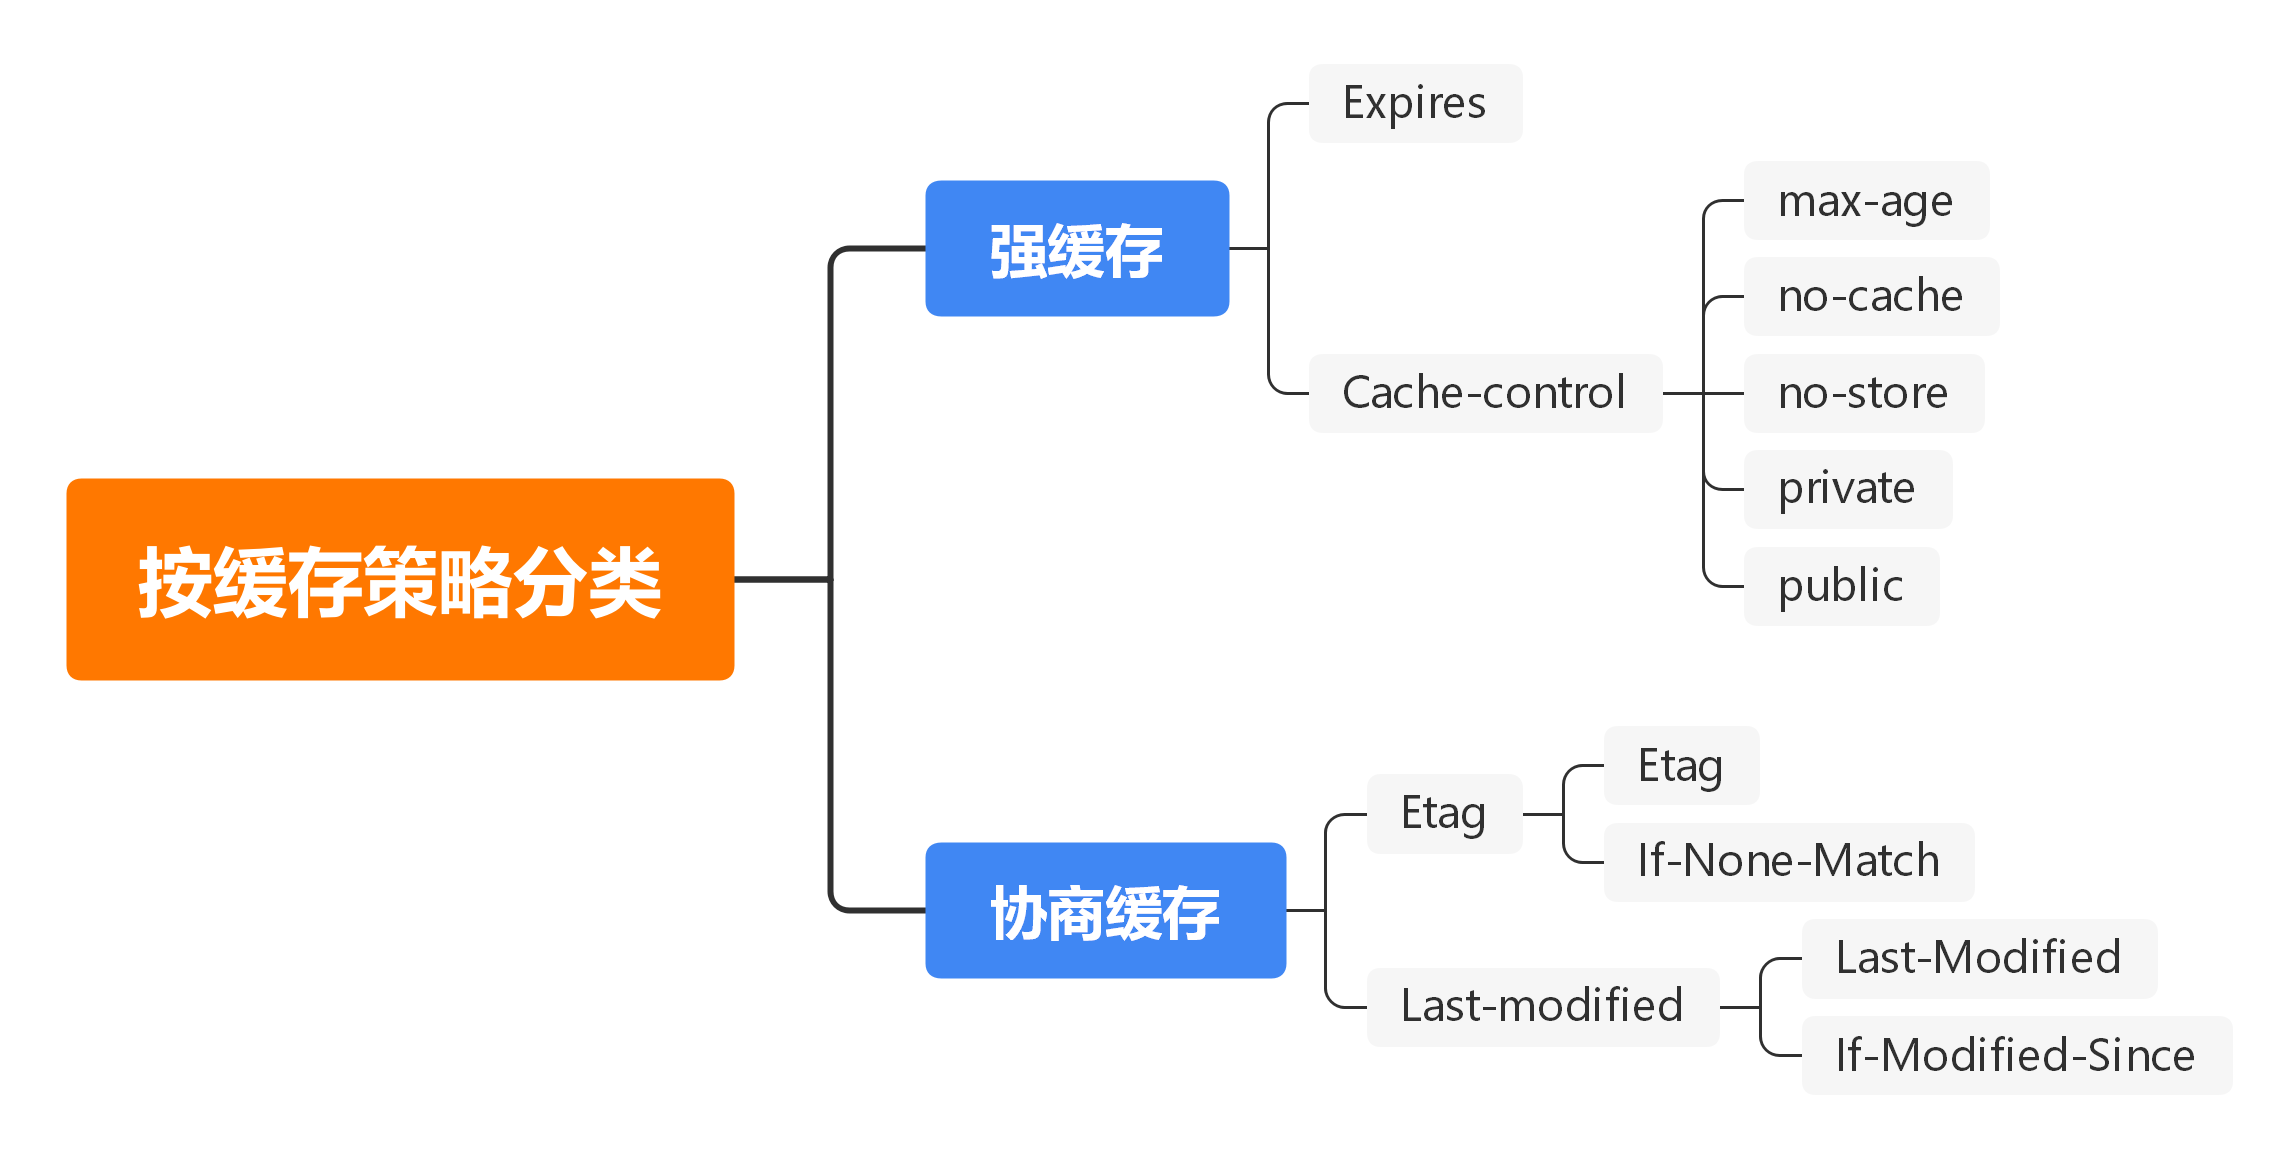 按缓存策略分类
强缓存
Expires
Cache-control
max-age
no-cache
no-store
private
public
协商缓存
Etag
Etag
If-None-Match
Last-modified
Last-Modified
If-Modified-Since